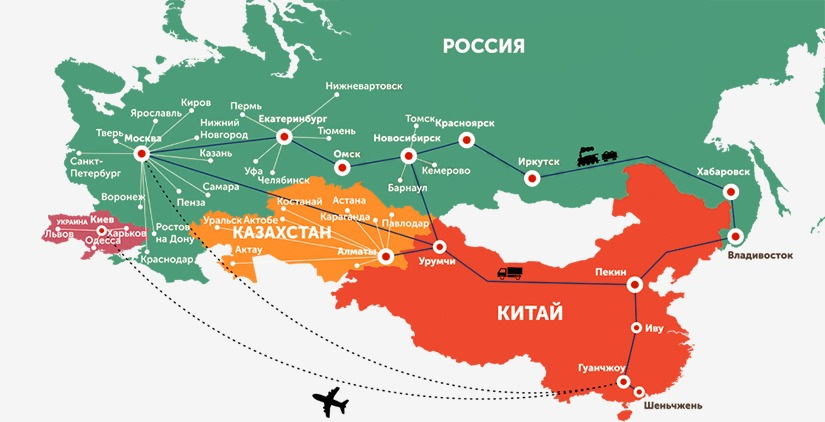 РОССИЯ
Нижневартовск
Киров
Пермь
Ярославль
Екатеринбург
Томск
Красноярск
Тверь
Москва
Нижний
Новгород
Тюмень
Новосибирск
Казань
Омск
Иркутск
Санкт-
Петербург
Уфа
Челябинск
Кемерово
Хабаровск
Самара
Барнаул
Воронеж
Пенза
Костанай
Астана
УКРАИНА
Киев
Уральск
Актобе
Караганда
Павлодар
Львов
Харьков
Одесса
Ростов
на Дону
КАЗАХСТАН
Актау
Алматы
Краснодар
Урумчи
Владивосток
Пекин
КИТАЙ
Иву
Гуанчжоу
Шеньчжень